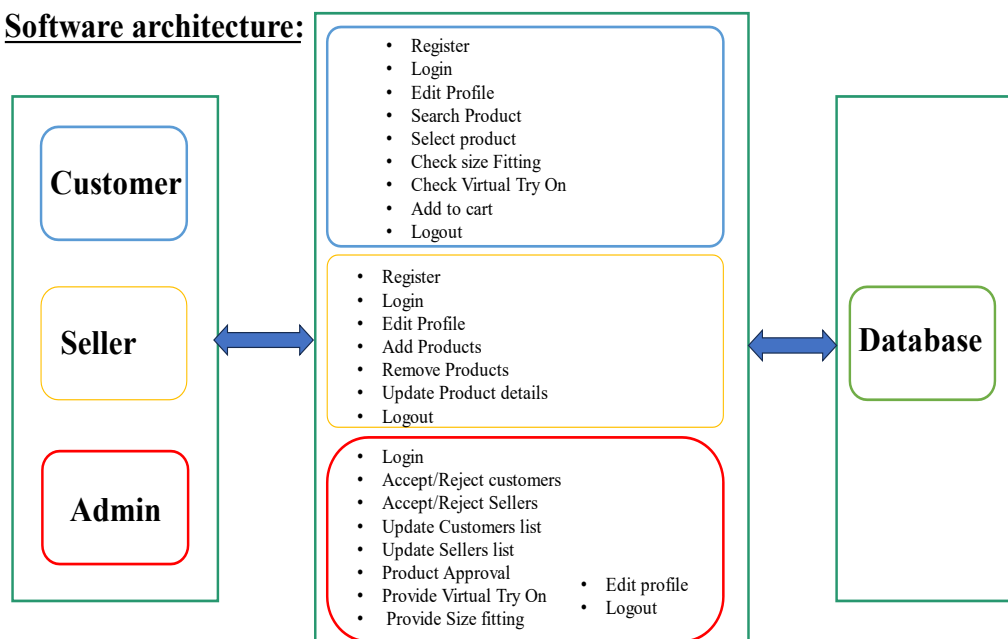 Software architecture:
Customer
Seller
Admin
• Register
• Login
• Edit Profile
• Search Product
• Select product
• Check size Fitting
• Check Virtual Try On
• Add to cart
• Logout
• Register
• Login
• Edit Profile
• Add Products
• Remove Products
• Update Product details
• Logout
• Login
• Accept/Reject customers
• Accept/Reject Sellers
• Update Customers list
• Update Sellers list
• Product Approval
• Provide Virtual Try On
• Provide Size fitting
• Edit profile
• Logout
Database